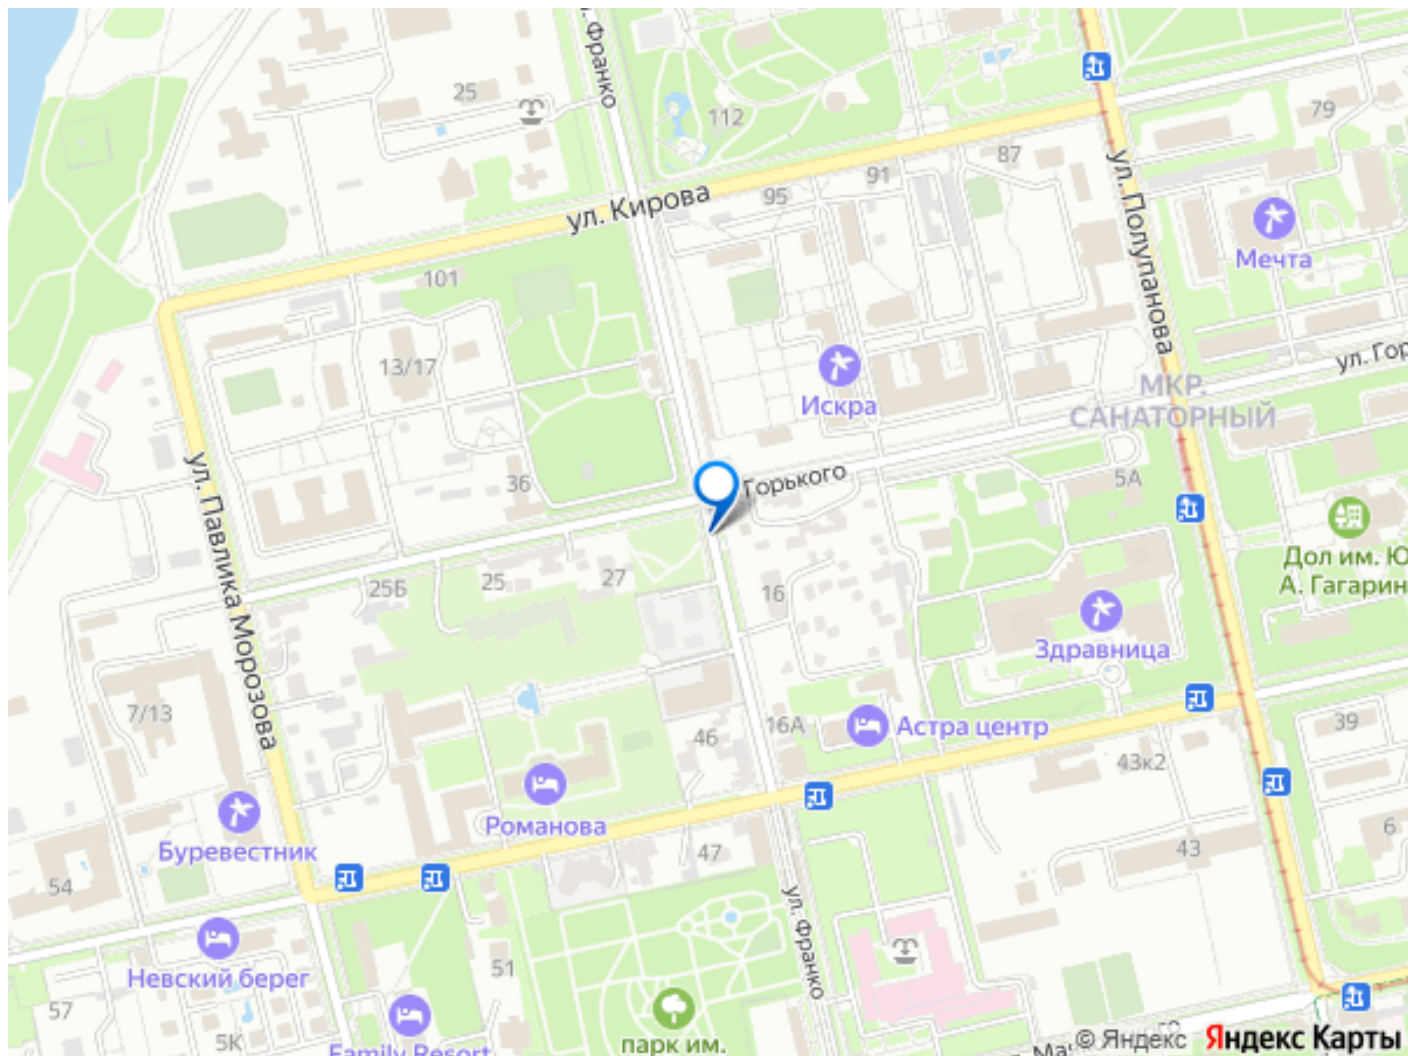 ул. Франко
25
112
79
ул. Кирова
95
91
87
ул. Полупанова
Мечта
101
13/17
Искра
МКР.
САНАТОРНЫЙ
ул. Гор
36
Горького
5А
ул. Павлика Морозова
25Б
25
27
16
Дол им. Ю
А. Гагарин
Здравница
7/13
46
16А
Астра центр
39
43к2
Романова
Буревестник
47
43
6
54
ул. Франко
Невский берег
51
57
5К
Family Resort
парк им.
© Яндекс Яндекс Карты